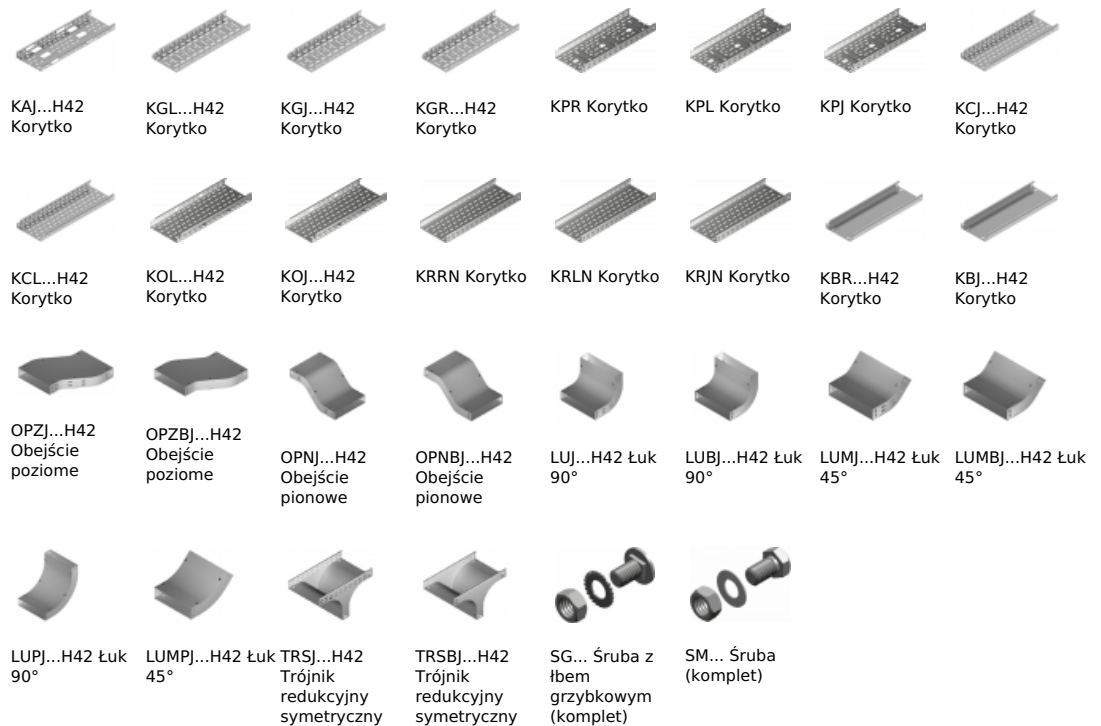 KAJ...H42
Korytko
KGL...H42
Korytko
KGJ...H42
Korytko
KGR...H42
Korytko
KPR Korytko
KPL Korytko
KPJ Korytko
KCJ...H42
Korytko
KCL...H42
Korytko
KOL...H42
Korytko
KOJ...H42
Korytko
KRRN Korytko
KRLN Korytko
KRJN Korytko
KBR...H42
Korytko
KBJ...H42
Korytko
OPZJ...H42
Obejście
poziome
OPZBJ...H42
Obejście
poziome
OPNJ...H42
Obejście
pionowe
OPNBJ...H42
Obejście
pionowe
LUJ...H42 Łuk
90°
LUBJ...H42 Łuk
90°
LUMJ...H42 Łuk
45°
LUMBJ...H42 Łuk
45°
LUPJ...H42 Łuk
90°
LUMPJ...H42 Łuk
45°
TRSJ...H42
Trójnik
redukcyjny
symetryczny
TRSBJ...H42
Trójnik
redukcyjny
symetryczny
SG... Śruba z
łbem
grzybkowym
(komplet)
SM... Śruba
(komplet)